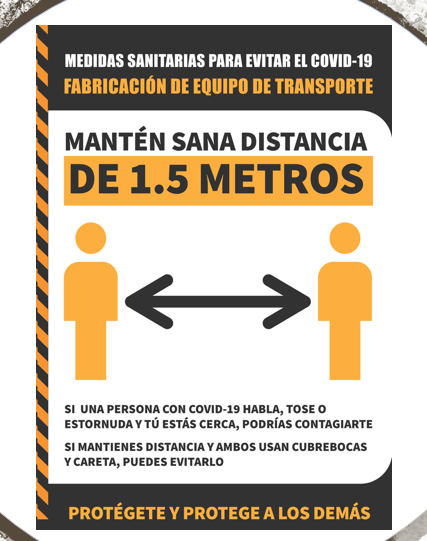 MEDIDAS SANITARIAS PARA EVITAR EL COVID-19
FABRICACIÓN DE EQUIPO DE TRANSPORTE
MANTÉN SANA DISTANCIA
DE 1.5 METROS
SI UNA PERSONA CON COVID-19 HABLA, TOSE O
ESTORNUDA Y TÚ ESTÁS CERCA, PODRÍAS CONTAGIARTE
SI MANTIENES DISTANCIA Y AMBOS USAN CUBREBOCAS
Y CARETA, PUEDES EVITARLO
PROTÉGETE Y PROTEGE A LOS DEMÁS